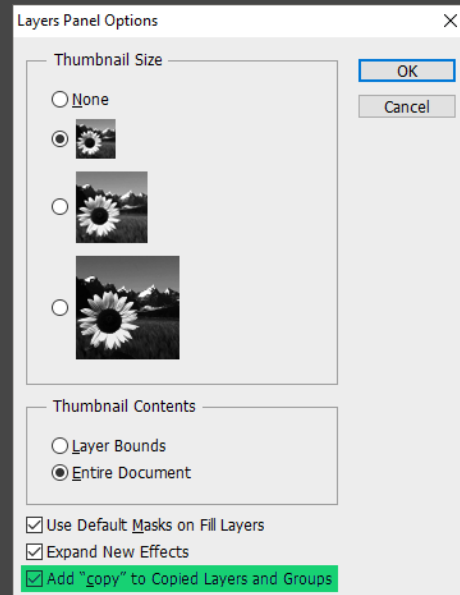 Layers Panel Options
Thumbnail Size
OK
None
Cancel
Thumbnail Contents
Layer Bounds
Entire Document
Use Default Masks on Fill Layers
Expand New Effects
Add “copy” to Copied Layers and Groups